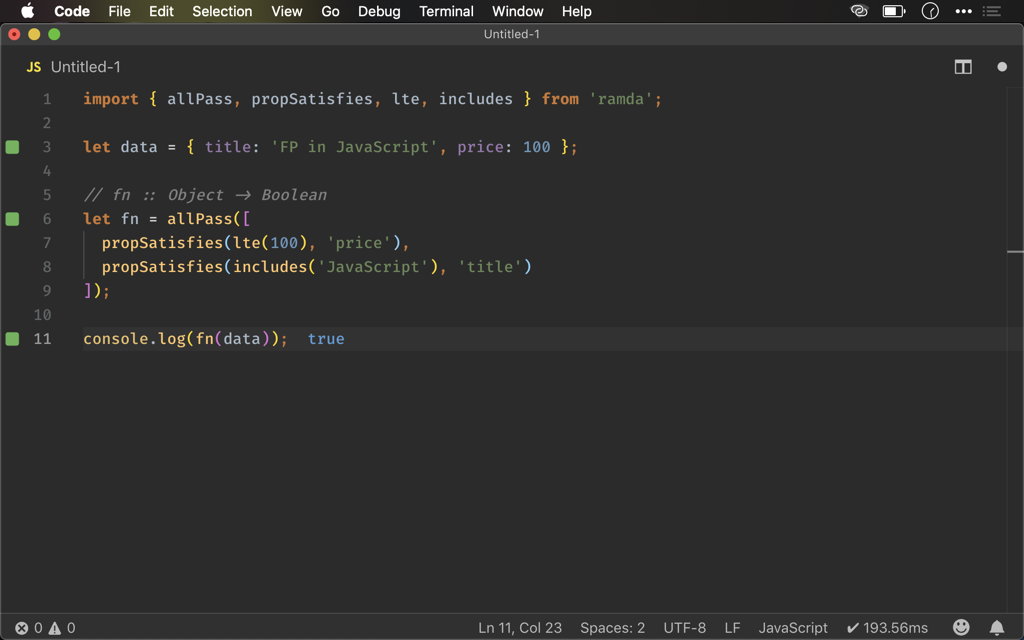 Code File Edit Selection View Go Debug Terminal Window Help
Untitled-1
JS Untitled-1
1 import { allPass, propSatisfies, lte, includes } from 'ramda';
2
3 let data = { title: 'FP in JavaScript', price: 100 };
4
5 // fn :: Object -> Boolean
6 let fn = allPass([
7 propSatisfies(lte(100), 'price'),
8 propSatisfies(includes('JavaScript'), 'title')
9 ]);
10
11 console.log(fn(data)); true
0 0 Ln 11, Col 23 Spaces: 2 UTF-8 LF JavaScript ✔ 193.56ms